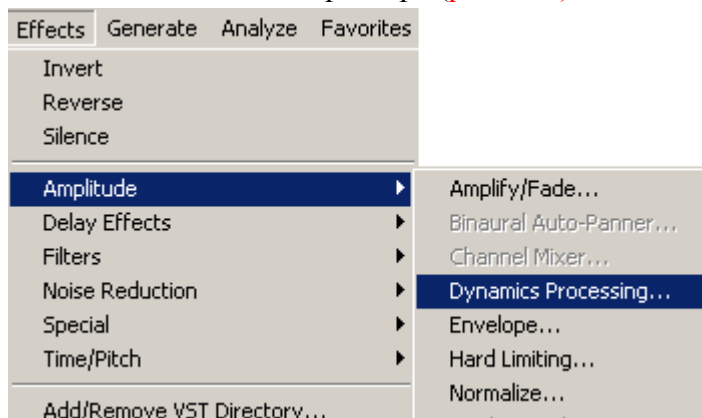 Effects Generate Analyze Favorites
Invert
Reverse
Silence
Amplitude
Delay Effects
Filters
Noise Reduction
Special
Time/Pitch
Add/Remove VST Directory...
Amplify/Fade...
Binaural Auto-Panner...
Channel Mixer...
Dynamics Processing...
Envelope...
Hard Limiting...
Normalize...